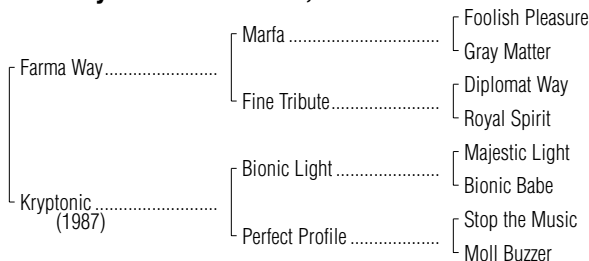 Foolish Pleasure
Marfa ........................................
Gray Matter
Farma Way..............................
Diplomat Way
Fine Tribute.............................
Royal Spirit
Majestic Light
Bionic Light ............................
Bionic Babe
Kryptonic .................................
(1987)
Stop the Music
Perfect Profile ........................
Moll Buzzer